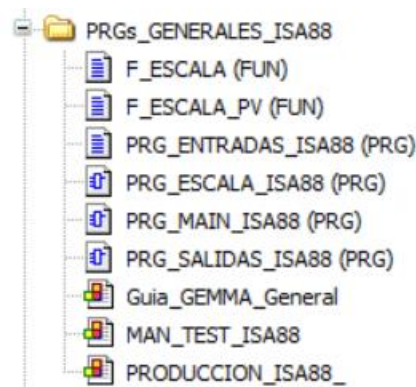 PRGs_GENERALES_ISA88
F_ESCALA (FUN)
F_ESCALA_PV (FUN)
PRG_ENTRADAS_ISA88 (PRG)
PRG_ESCALA_ISA88 (PRG)
PRG_MAIN_ISA88 (PRG)
PRG_SALIDAS_ISA88 (PRG)
Guia_GEMMA_General
MAN_TEST_ISA88
PRODUCCION_ISA88_